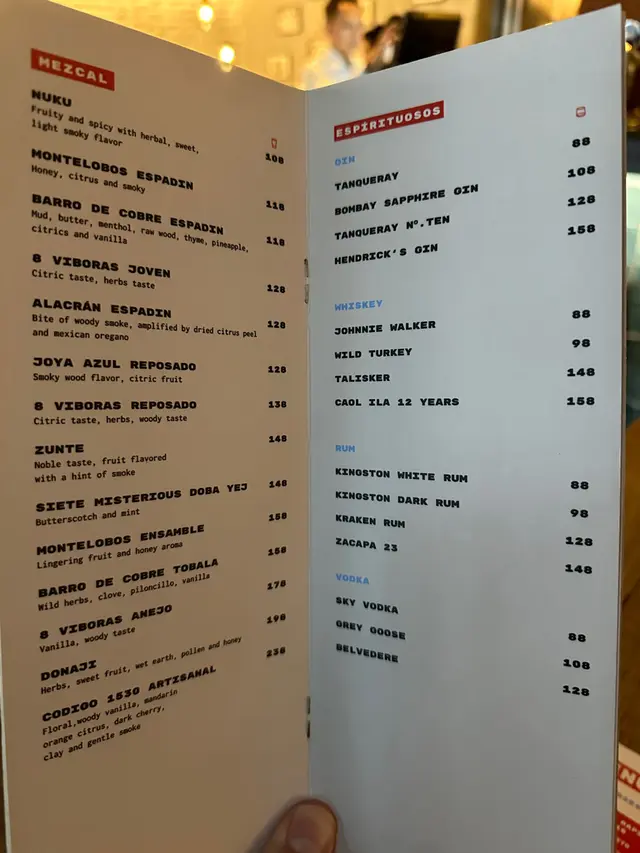 MEZCAL
NUKU
Fruity and spicy with herbal, sweet,
light smoky flavor 108
MONTELOBOS ESPADIN 118
Honey, citrus and smoky
BARRO DE COBRE ESPADIN 118
Mud, butter, menthol, raw wood, thyme, pineapple,
citrics and vanilla
8 VIBORAS JOVEN 128
Citric taste, herbs taste
ALACRÁN ESPADIN 128
Bite of woody smoke, amplified by dried citrus peel
and mexican oregano
JOYA AZUL REPOSADO 128
Smoky wood flavor, citric fruit
8 VIBORAS REPOSADO 138
Citric taste, herbs, woody taste
ZUNTE 148
Noble taste, fruit flavored
with a hint of smoke
SIETE MISTERIOUS DOBA YEJ 148
Butterscotch and mint
MONTELOBOS ENSAMBLE 158
Lingering fruit and honey aroma
BARRO DE COBRE TOBALA 168
Wild herbs, clove, piloncillo, vanilla
8 VIBORAS ANEJO 178
Vanilla, woody taste
DONAJI 198
Herbs, sweet fruit, wet earth, pollen and honey
CODIGO 1530 ARTISANAL 238
Floral,woody vanilla, mandarin
orange citrus, dark cherry,
clay and gentle smoke
ESPÍRITUOSOS
GIN
TANQUERAY 88
BOMBAY SAPPHIRE GIN 108
TANQUERAY Nº.TEN 128
HENDRICK'S GIN 158
WHISKEY
JOHNNIE WALKER 88
WILD TURKEY 98
TALISKER 148
CAOL ILA 12 YEARS 158
RUM
KINGSTON WHITE RUM 88
KINGSTON DARK RUM 98
KRAKEN RUM 128
ZACAPA 23 148
VODKA
SKY VODKA 88
GREY GOOSE 108
BELVEDERE 128